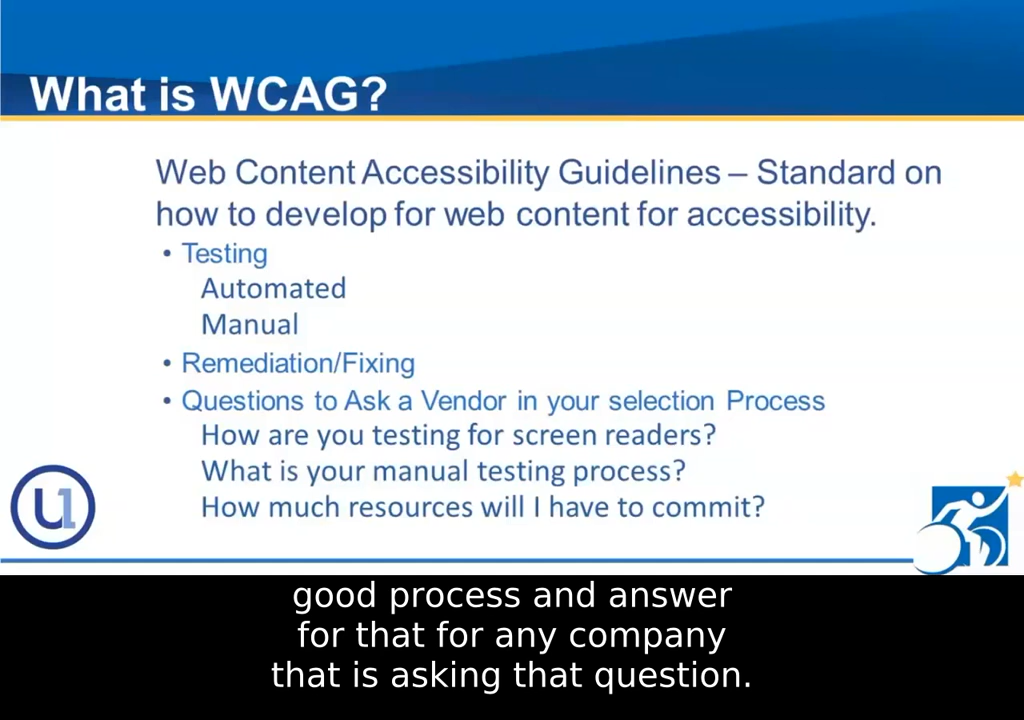 What is WCAG?
Web Content Accessibility Guidelines – Standard on
how to develop for web content for accessibility.
• Testing
Automated
Manual
• Remediation/Fixing
• Questions to Ask a Vendor in your selection Process
How are you testing for screen readers?
What is your manual testing process?
How much resources will I have to commit?
U1
good process and answer
for that for any company
that is asking that question.